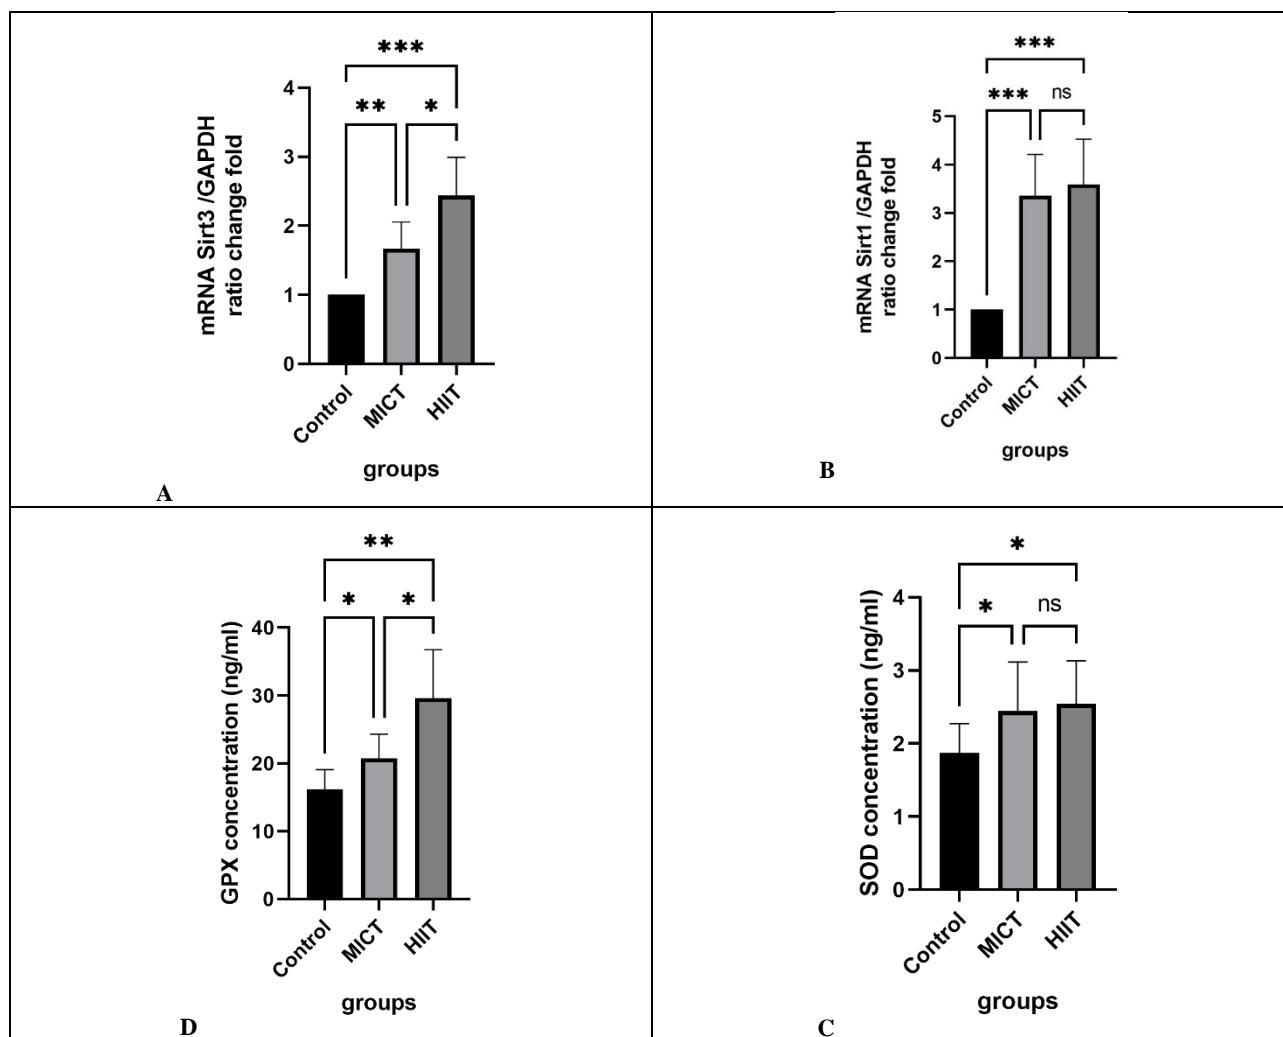 ***
** *
mRNA Sirt3 /GAPDH
ratio change fold
4
3
2
1
0
Control
MICT
HIIT
groups
A
***
*** ns
mRNA Sirt1 /GAPDH
ratio change fold
5
4
3
2
1
0
Control
MICT
HIIT
groups
B
**
* *
GPX concentration (ng/ml)
40
30
20
10
0
Control
MICT
HIIT
groups
D
*
* ns
SOD concentration (ng/ml)
4
3
2
1
0
Control
MICT
HIIT
groups
C